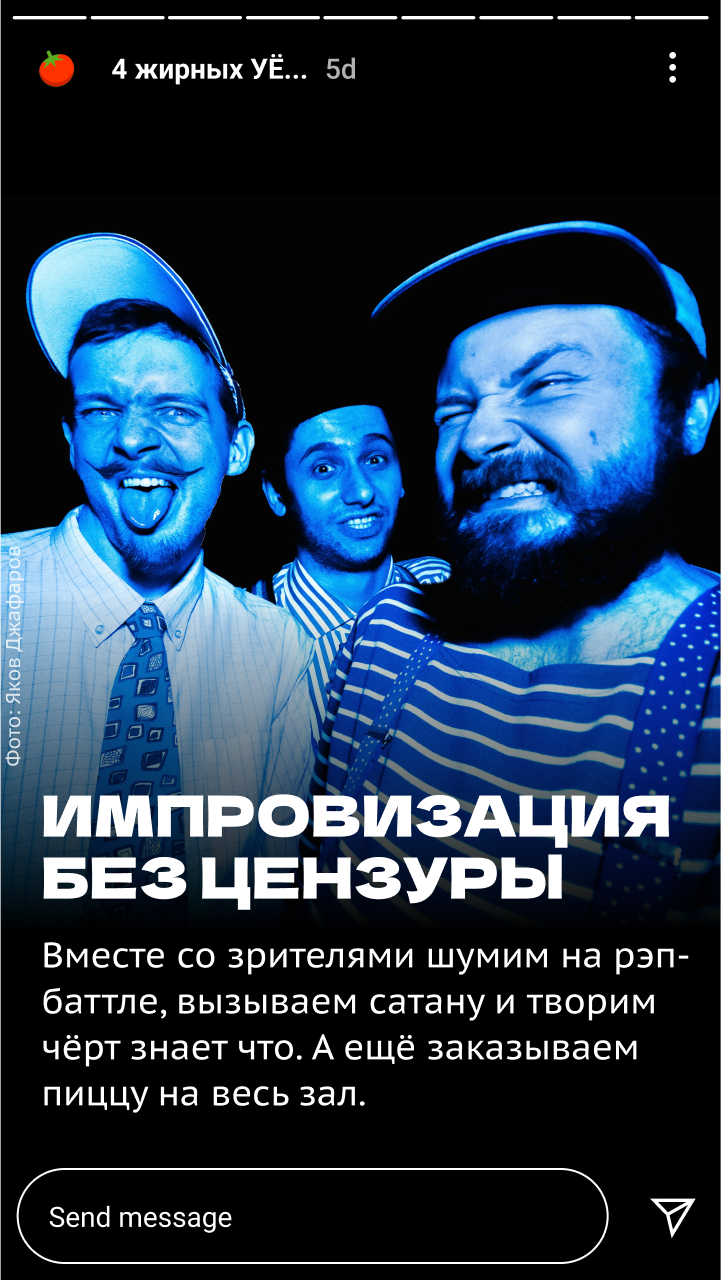 4 жирных УЁ... 5d
Фото: Яков Джафаров
ИМПРОВИЗАЦИЯ
БЕЗ ЦЕНЗУРЫ
Вместе со зрителями шумим на рэп-
баттле, вызываем сатану и творим
чёрт знает что. А ещё заказываем
пиццу на весь зал.
Send message